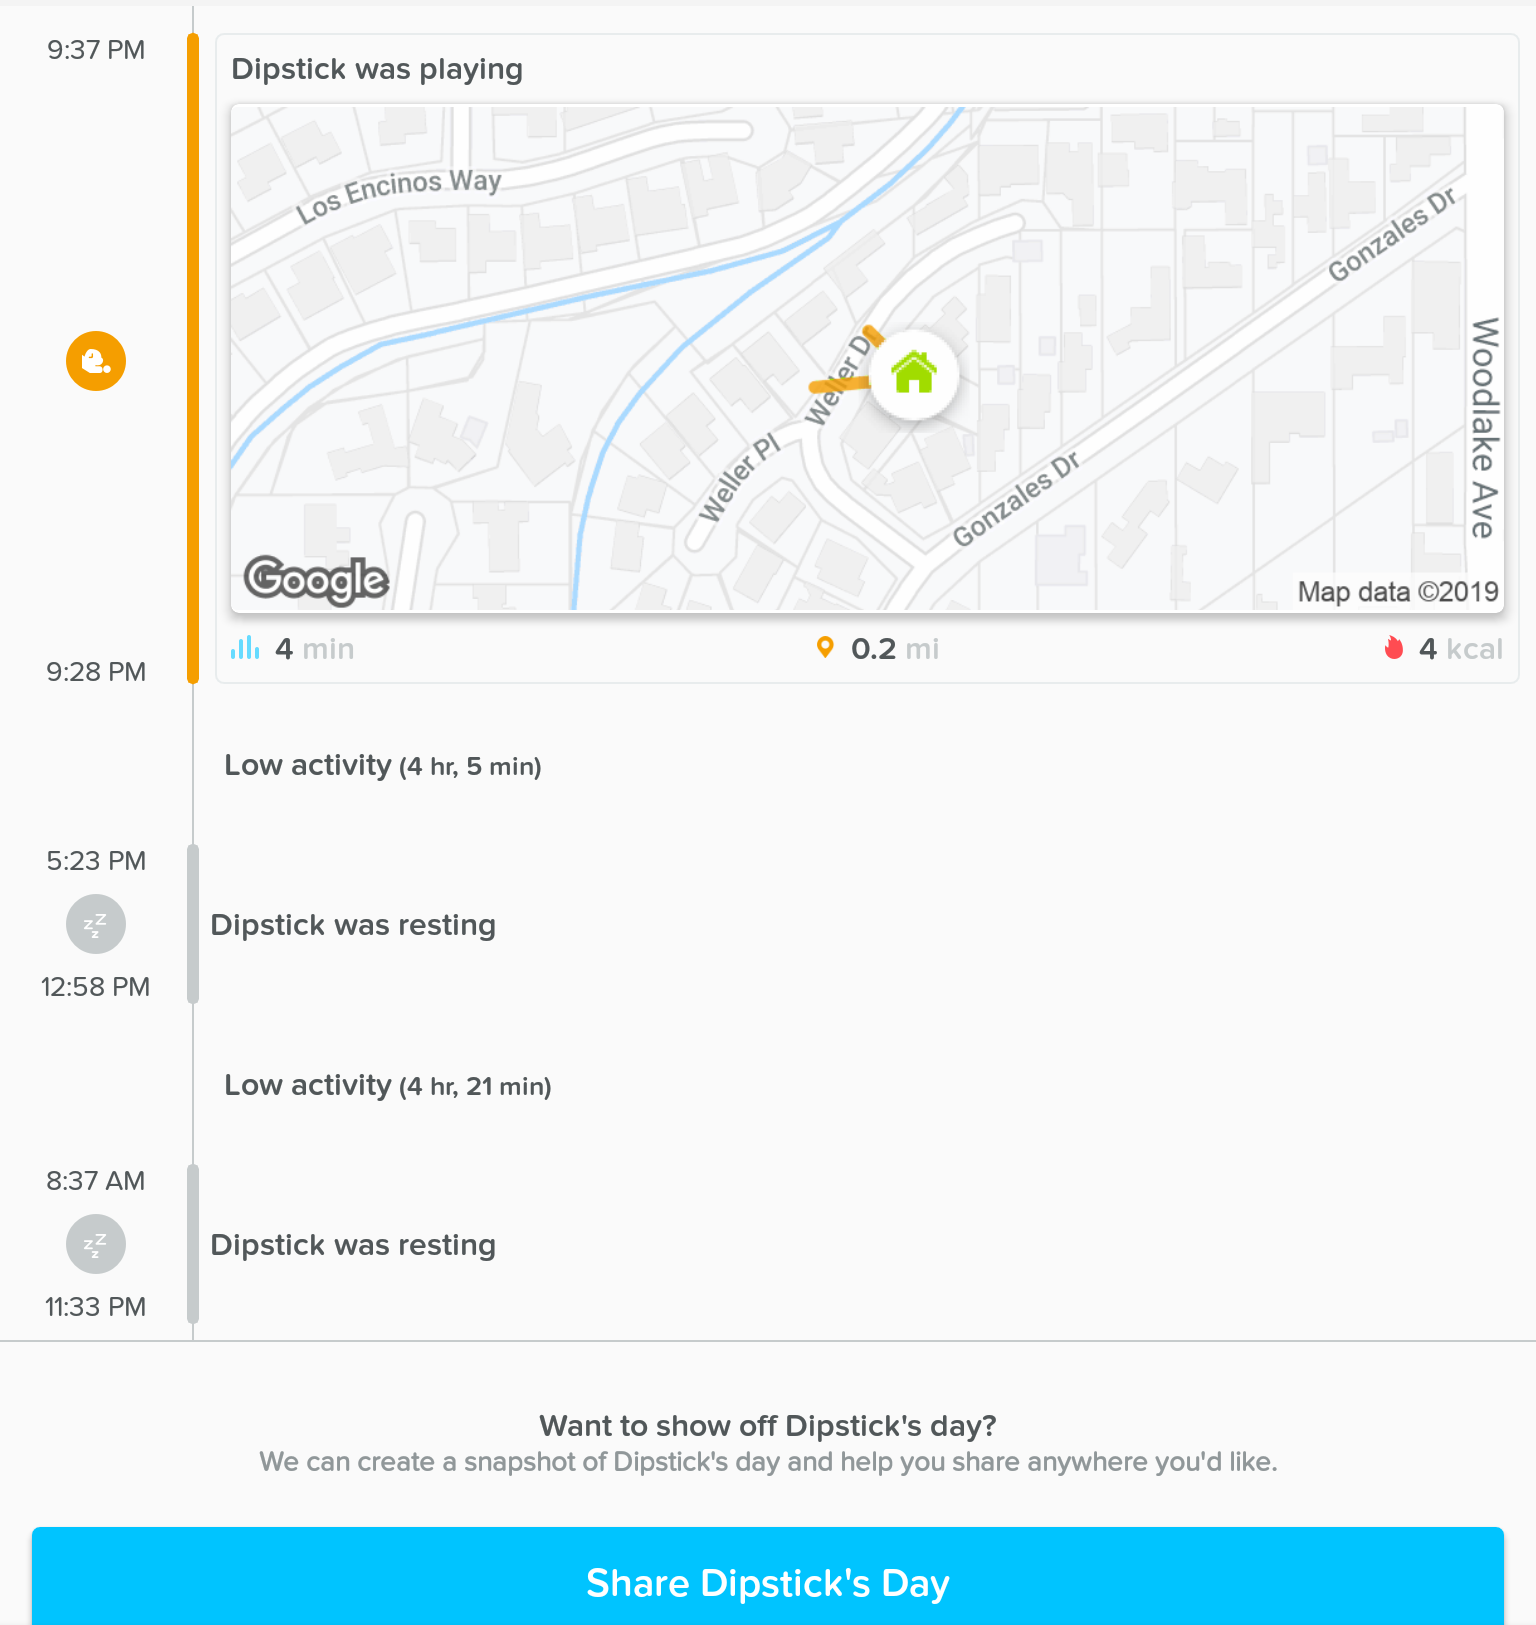 9:37 PM
Dipstick was playing
Los Encinos Way
Gonzales Dr
Weller Dr
Woodlake Ave
Weller Pl
Gonzales Dr
Google
Map data ©2019
4 min
0.2 mi
4 kcal
9:28 PM
Low activity (4 hr, 5 min)
5:23 PM
zzz
Dipstick was resting
12:58 PM
Low activity (4 hr, 21 min)
8:37 AM
zzz
Dipstick was resting
11:33 PM
Want to show off Dipstick's day?
We can create a snapshot of Dipstick's day and help you share anywhere you'd like.
Share Dipstick's Day